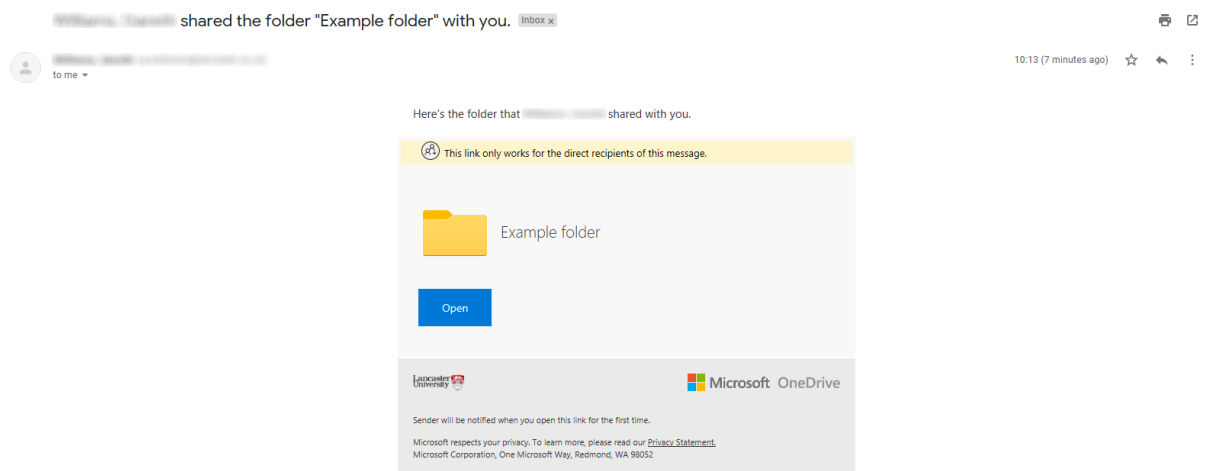 shared the folder "Example folder" with you. Inbox x
10:13 (7 minutes ago)
to me
Here's the folder that shared with you.
This link only works for the direct recipients of this message.
Example folder
Open
Lancaster University Microsoft OneDrive
Sender will be notified when you open this link for the first time.
Microsoft respects your privacy. To learn more, please read our Privacy Statement.
Microsoft Corporation, One Microsoft Way, Redmond, WA 98052